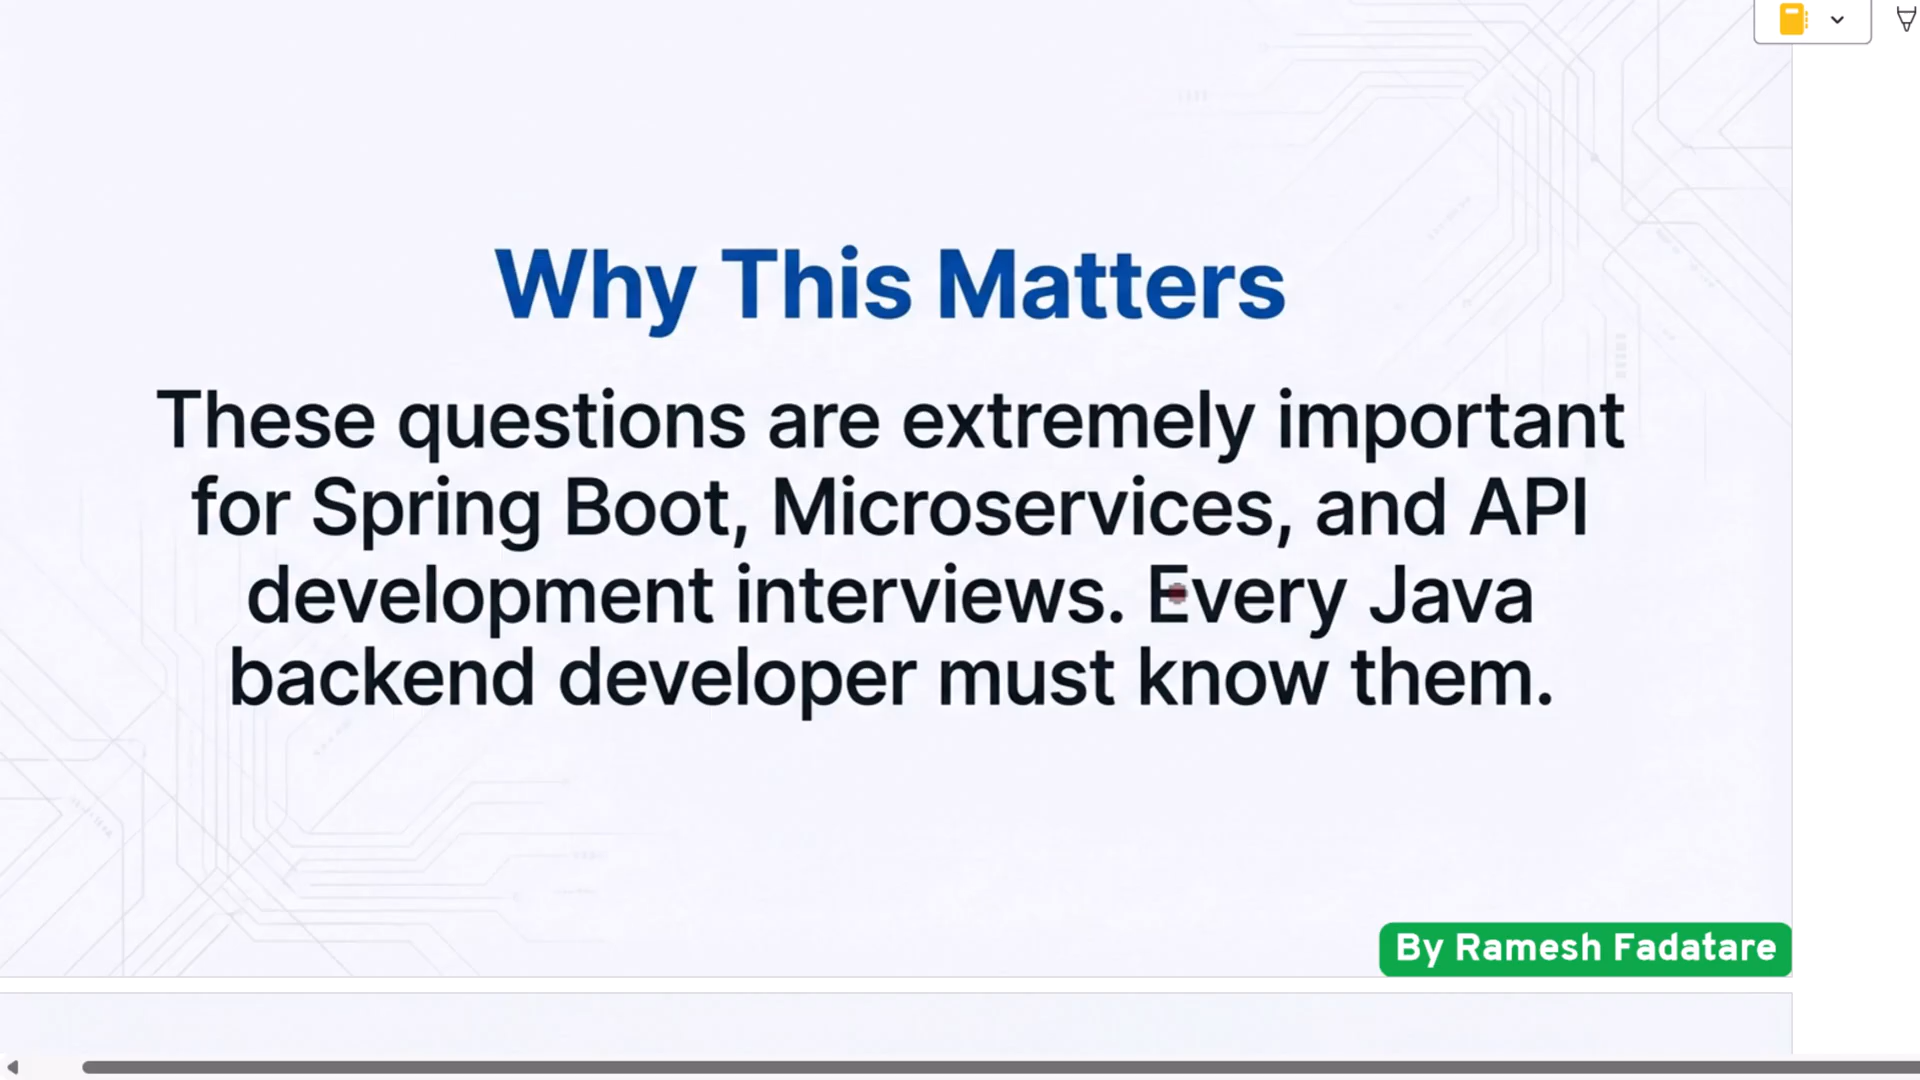 Why This Matters
These questions are extremely important
for Spring Boot, Microservices, and API
development interviews. Every Java
backend developer must know them.
By Ramesh Fadatare